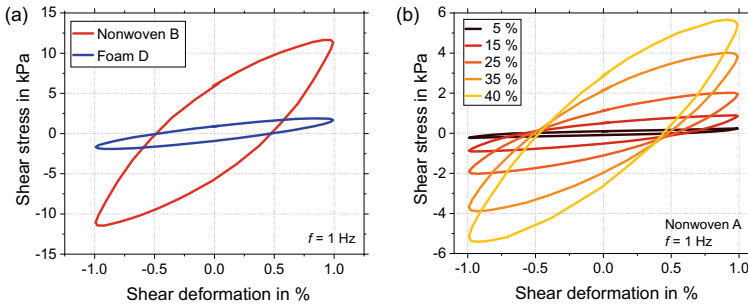 (a)
Nonwoven B
Foam D
15
10
5
0
-5
-10
-15
Shear stress in kPa
f = 1 Hz
-1.0 -0.5 0.0 0.5 1.0
Shear deformation in %
(b)
5 %
15 %
25 %
35 %
40 %
6
4
2
0
-2
-4
-6
Shear stress in kPa
Nonwoven A
f = 1 Hz
-1.0 -0.5 0.0 0.5 1.0
Shear deformation in %